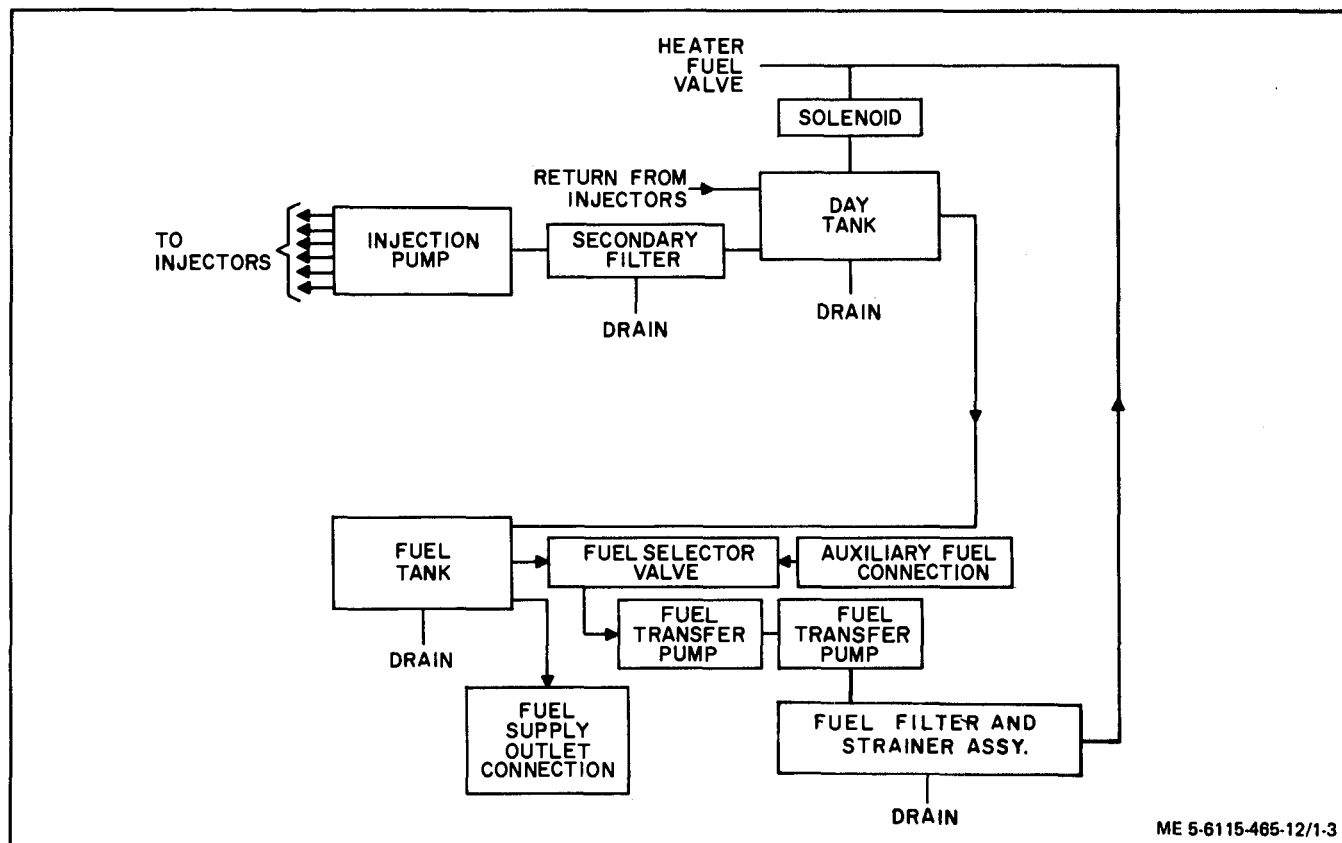 HEATER
FUEL
VALVE
SOLENOID
RETURN FROM
INJECTORS
DAY
TANK
TO
INJECTORS
INJECTION
PUMP
SECONDARY
FILTER
DRAIN
DRAIN
FUEL
TANK
FUEL SELECTOR
VALVE
AUXILIARY FUEL
CONNECTION
FUEL
TRANSFER
PUMP
FUEL
TRANSFER
PUMP
DRAIN
FUEL
SUPPLY
OUTLET
CONNECTION
FUEL FILTER AND
STRAINER ASSY.
DRAIN
ME 5-6115-465-12/1-3